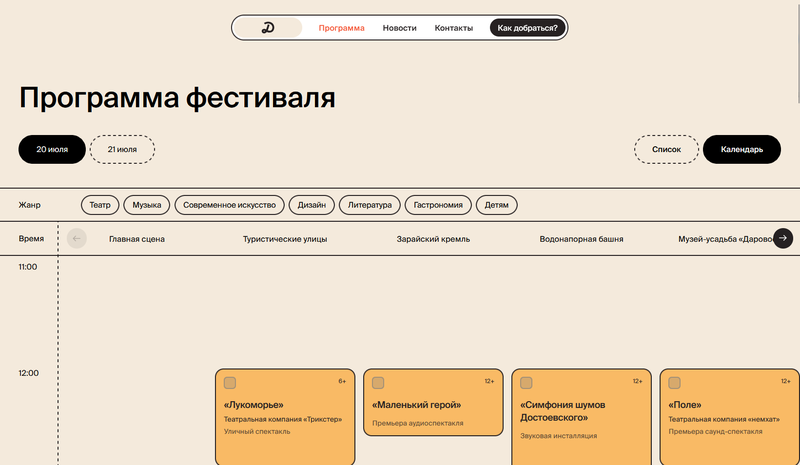 Д
Программа
Новости
Контакты
Как добраться?
Программа фестиваля
20 июля
21 июля
Список
Календарь
Жанр
Театр
Музыка
Современное искусство
Дизайн
Литература
Гастрономия
Детям
Время
Главная сцена
Туристические улицы
Зарайский кремль
Водонапорная башня
Музей-усадьба «Дарово
11:00
12:00
6+
«Лукоморье»
Театральная компания «Трикстер»
Уличный спектакль
12+
«Маленький герой»
Премьера аудиоспектакля
12+
«Симфония шумов
Достоевского»
Звуковая инсталляция
12+
«Поле»
Театральная компания «немхат»
Премьера саунд-спектакля